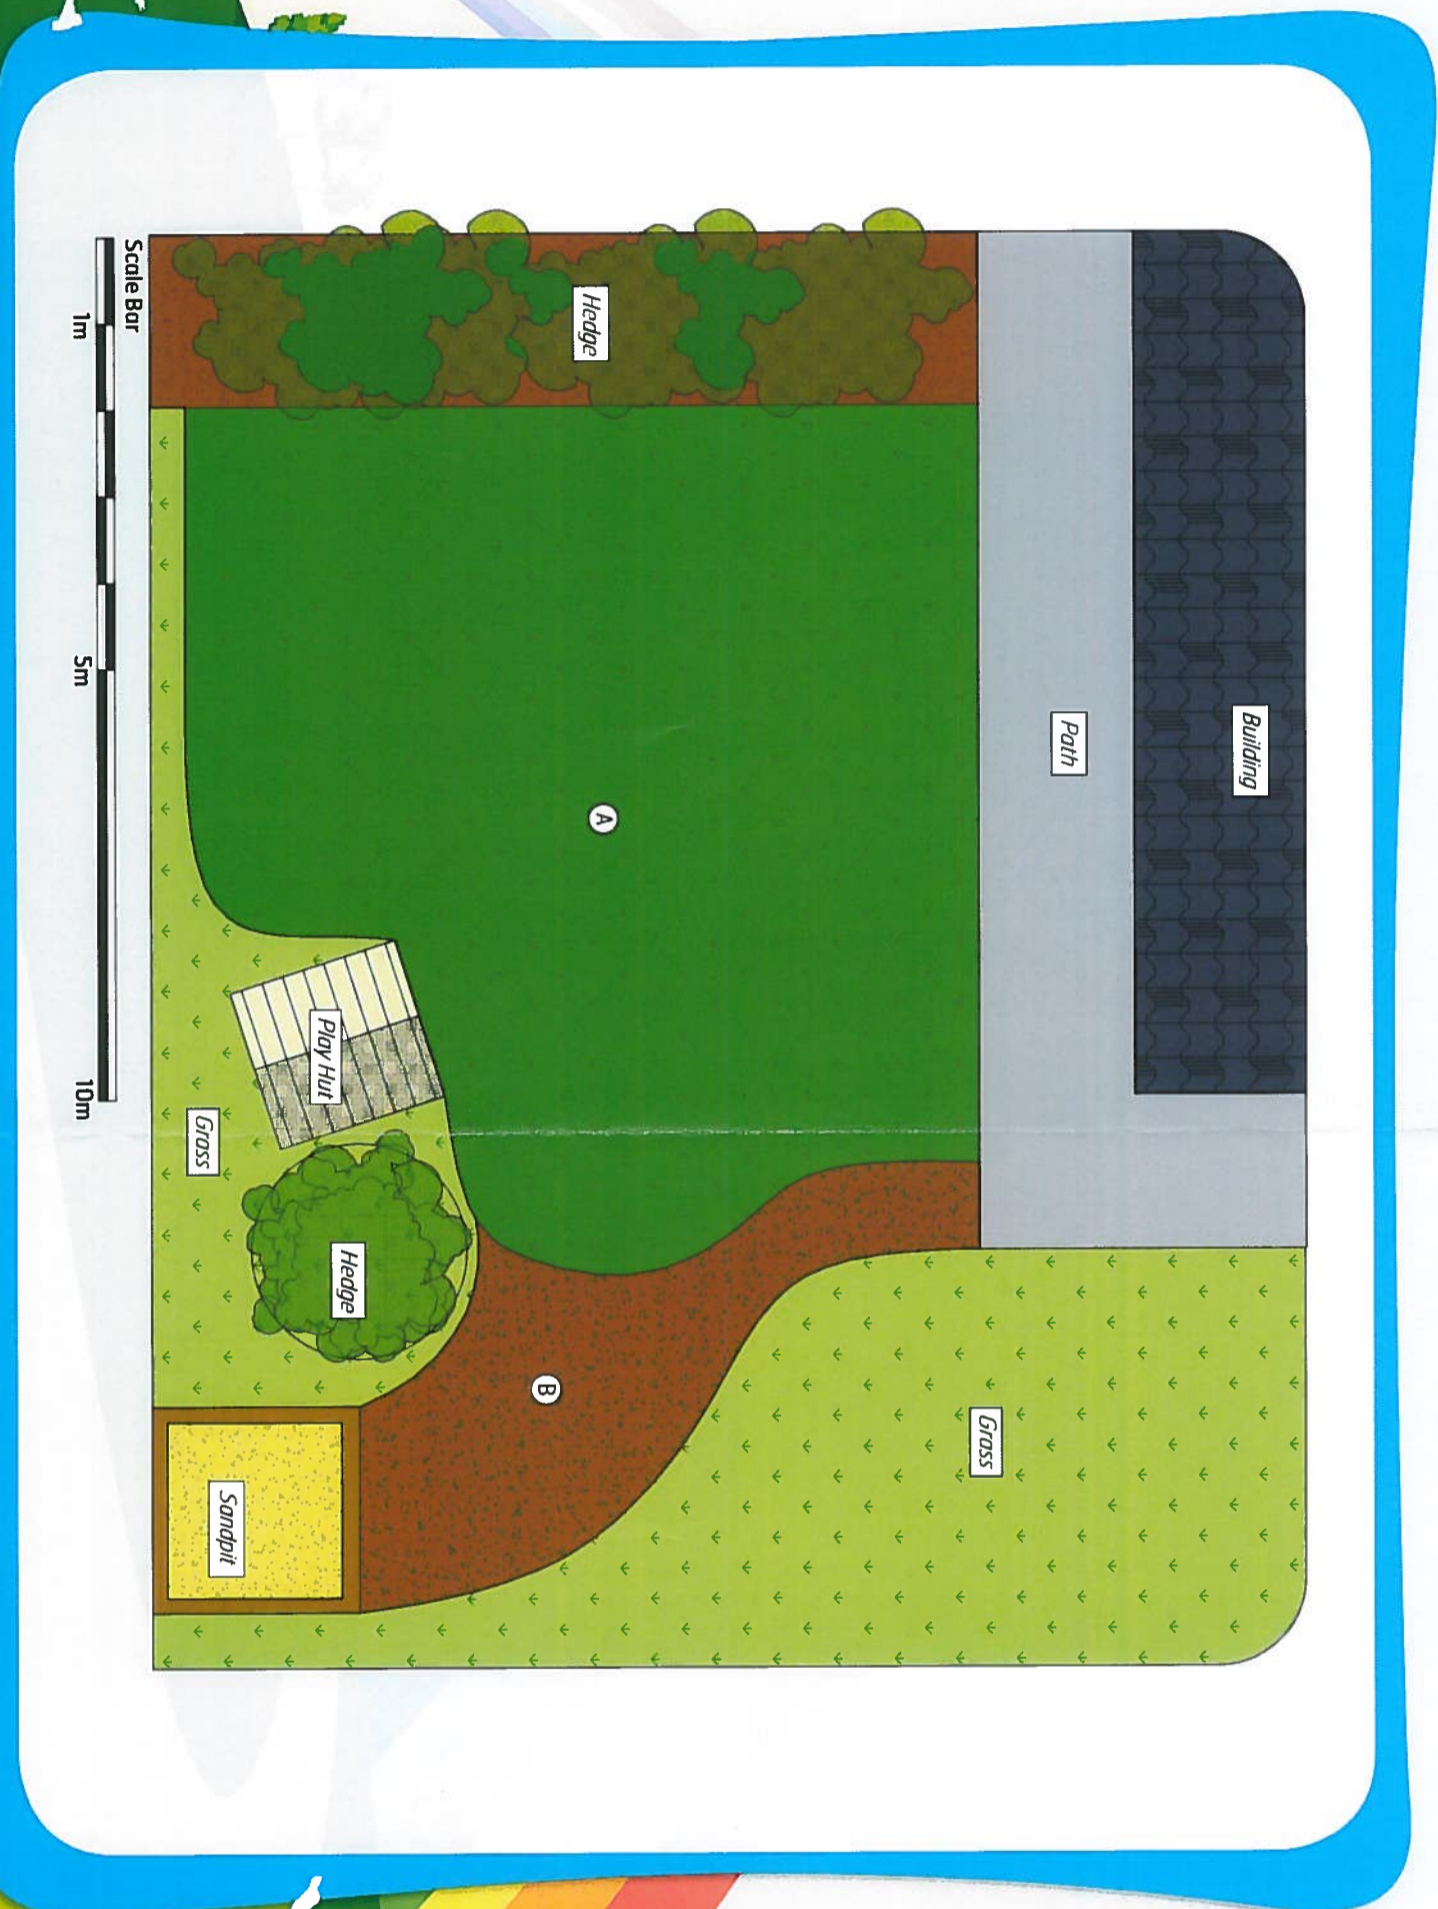 Building
Path
Hedge
A
Grass
B
Play Hut
Hedge
Grass
Sandpit
Scale Bar
1m
5m
10m